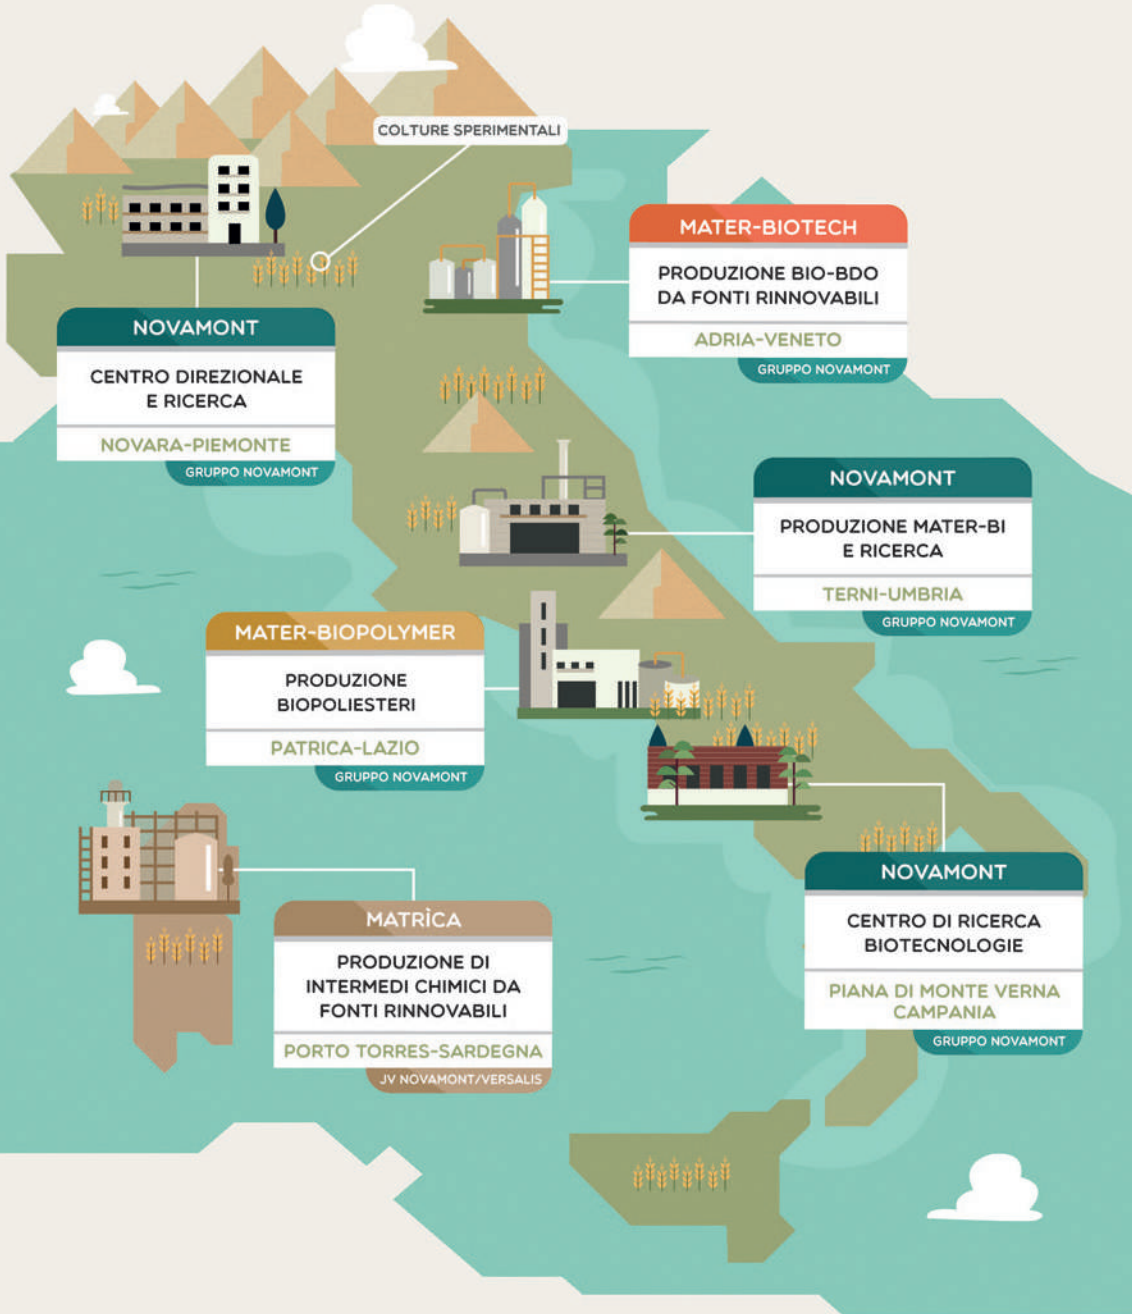 COLTURE SPERIMENTALI
MATER-BIOTECH
PRODUZIONE BIO-BDO
DA FONTI RINNOVABILI
ADRIA-VENETO
GRUPPO NOVAMONT
NOVAMONT
CENTRO DIREZIONALE
E RICERCA
NOVARA-PIEMONTE
GRUPPO NOVAMONT
NOVAMONT
PRODUZIONE MATER-BI
E RICERCA
TERNI-UMBRIA
GRUPPO NOVAMONT
MATER-BIOPOLYMER
PRODUZIONE
BIOPOLIESTERI
PATRICA-LAZIO
GRUPPO NOVAMONT
NOVAMONT
CENTRO DI RICERCA
BIOTECNOLOGIE
PIANA DI MONTE VERNA
CAMPANIA
GRUPPO NOVAMONT
MATRÌCA
PRODUZIONE DI
INTERMEDI CHIMICI DA
FONTI RINNOVABILI
PORTO TORRES-SARDEGNA
JV NOVAMONT/VERSALIS